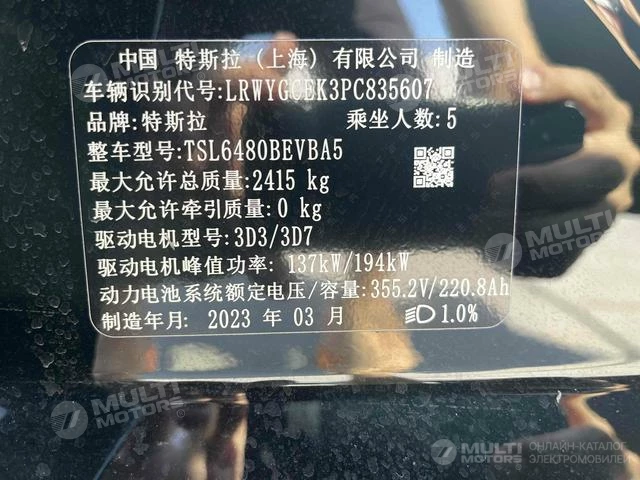 中国 特斯拉 (上海) 有限公司 制造
车辆识别代号:LRWYGCEK3PC835607
品牌:特斯拉 乘坐人数:5
整车型号:TSL6480BEVBA5
最大允许总质量:2415 kg
最大允许牵引质量:0 kg
驱动电机型号:3D3/3D7
驱动电机峰值功率: 137kW/194kW
动力电池系统额定电压/容量:355.2V/220.8Ah
制造年月: 2023 年 03 月 1.0%
MULTI MOTORS
MULTI MOTORS
MULTI MOTORS
MULTI MOTORS
MULTI MOTORS ОНЛАЙН-КАТАЛОГ ЭЛЕКТРОМОБИЛЕЙ